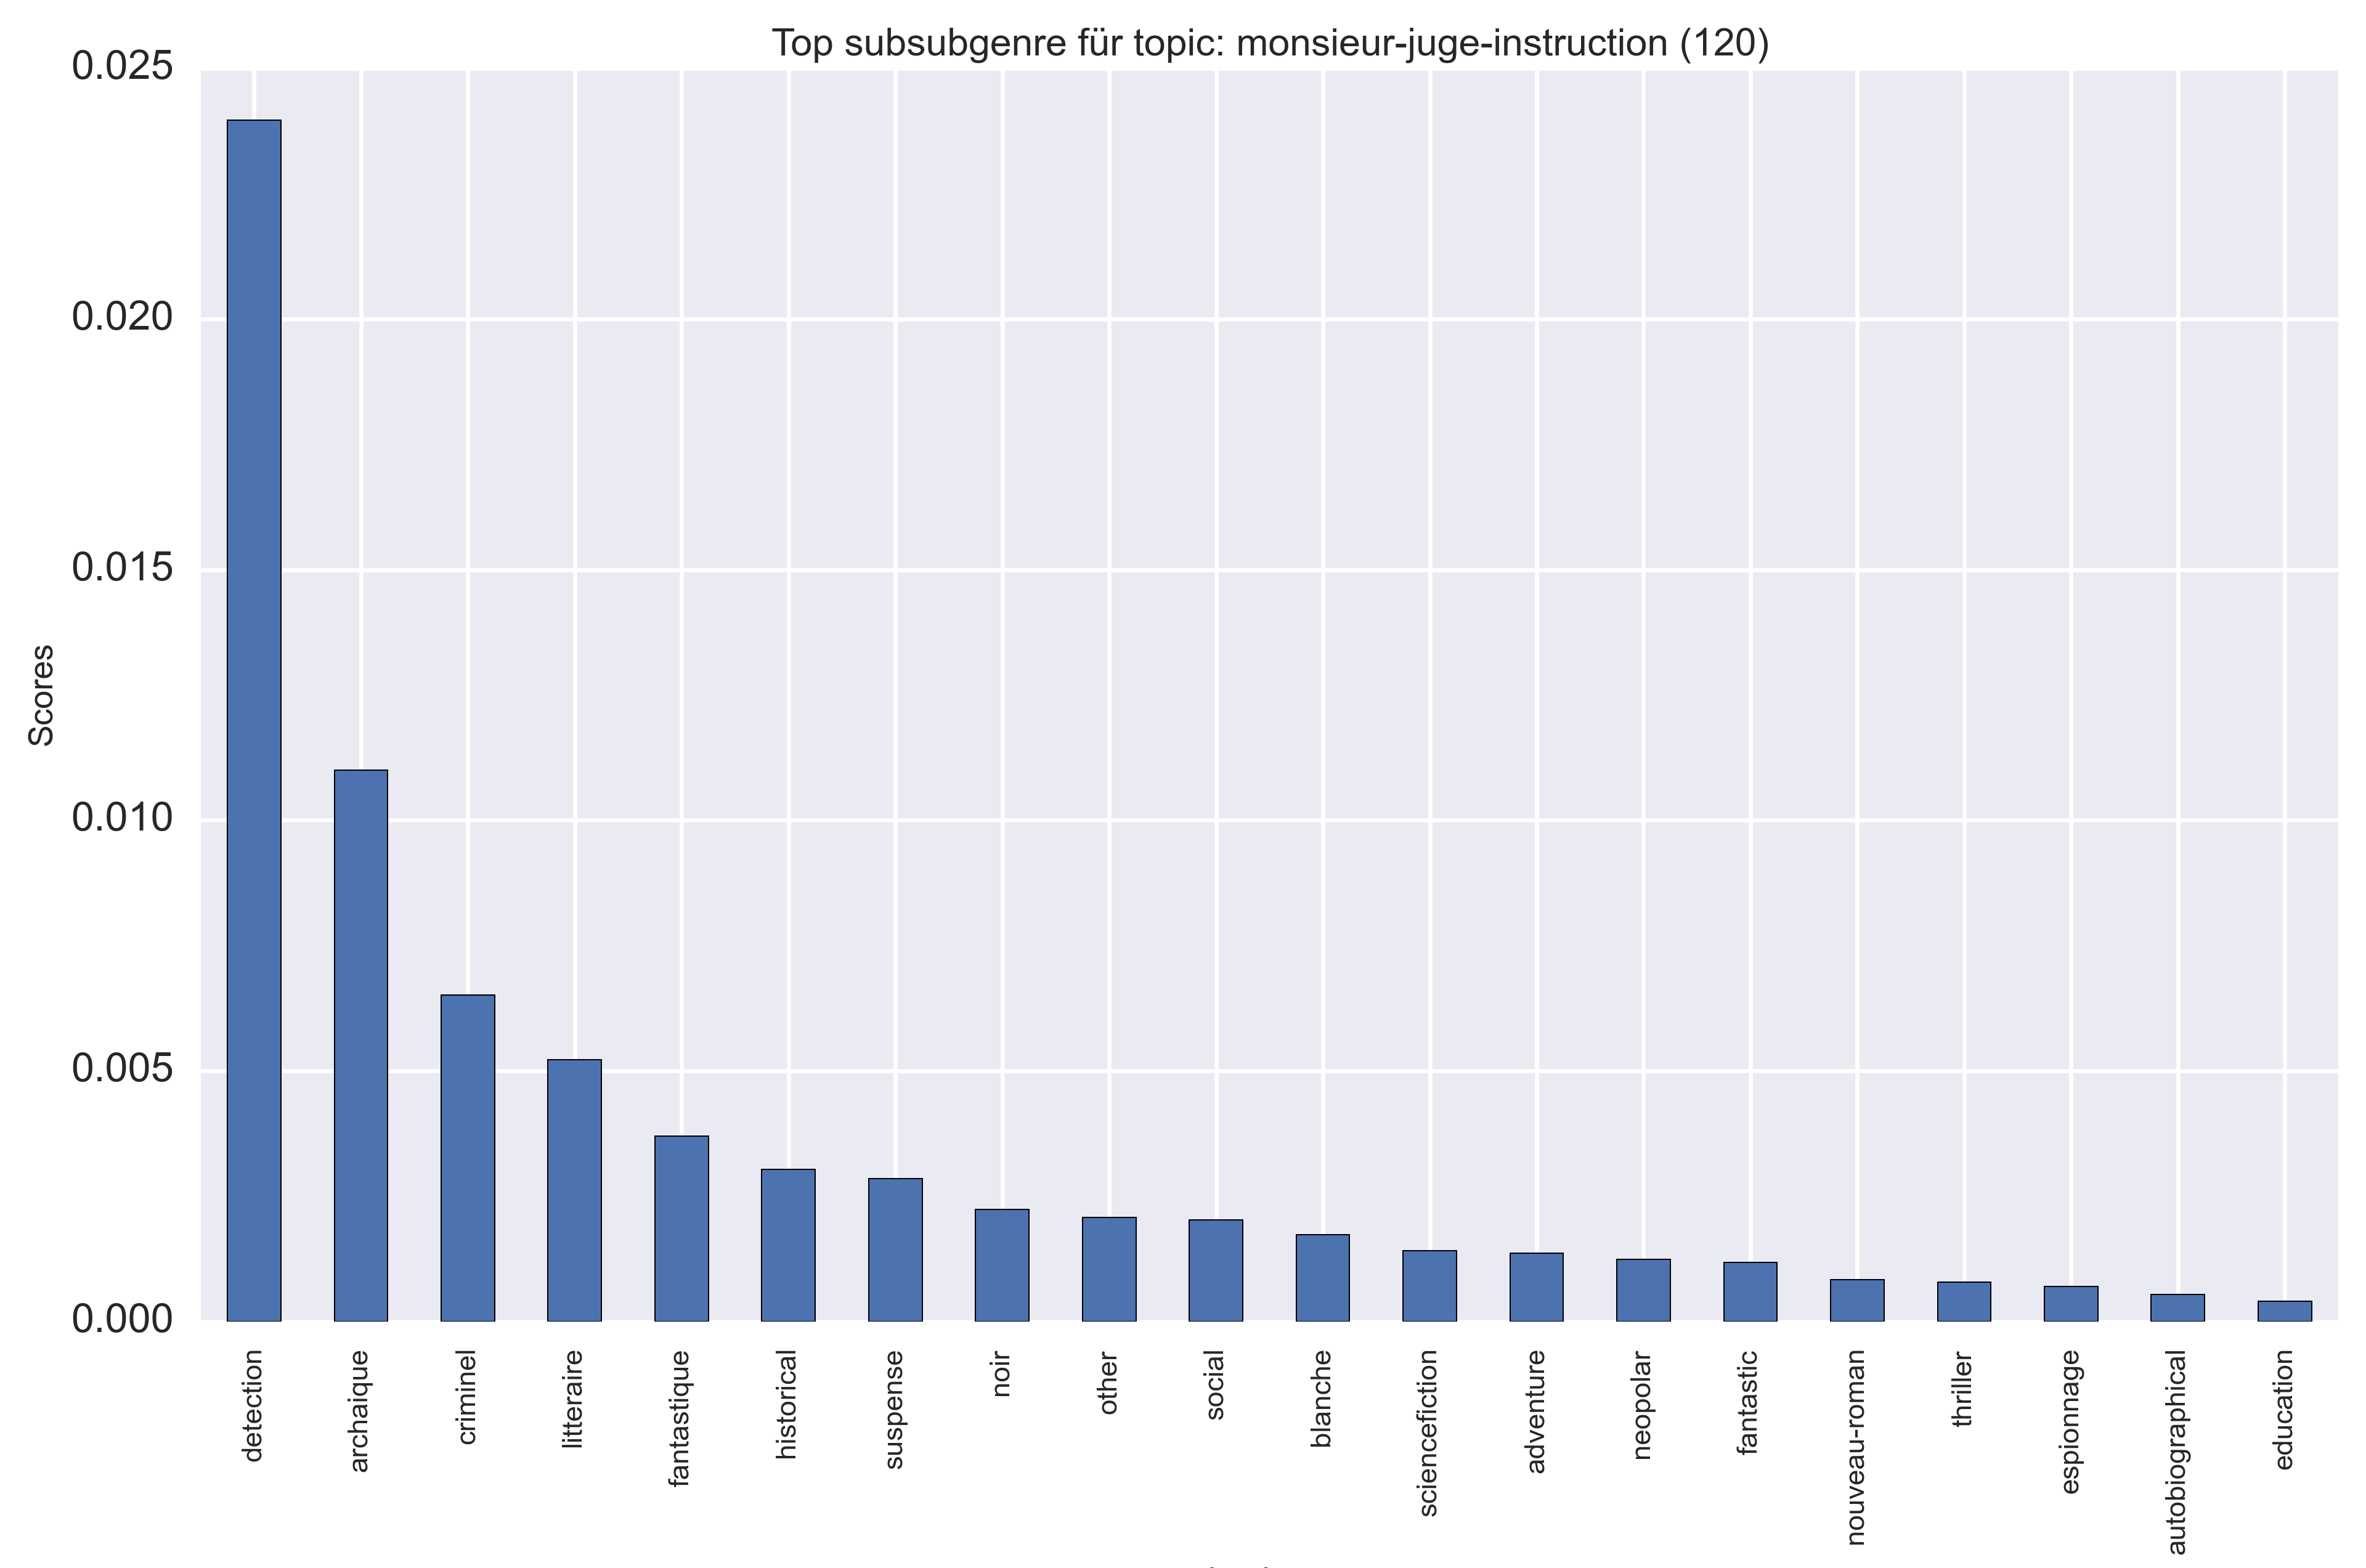 Top subsubgenre für topic: monsieur-juge-instruction (120)
0.025
0.020
0.015
0.010
0.005
0.000
Scores
detection
archaique
criminel
litteraire
fantastique
historical
suspense
noir
other
social
blanche
sciencefiction
adventure
neopolar
fantastic
nouveau-roman
thriller
espionnage
autobiographical
education